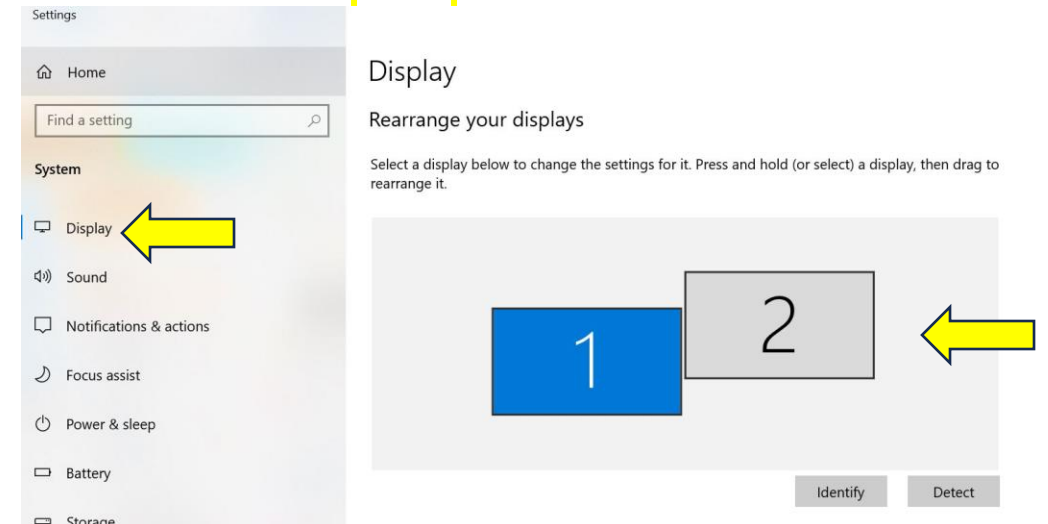 Settings
Home
Find a setting
System
Display
Sound
Notifications & actions
Focus assist
Power & sleep
Battery
Storage
Display
Rearrange your displays
Select a display below to change the settings for it. Press and hold (or select) a display, then drag to
rearrange it.
1
2
Identify
Detect